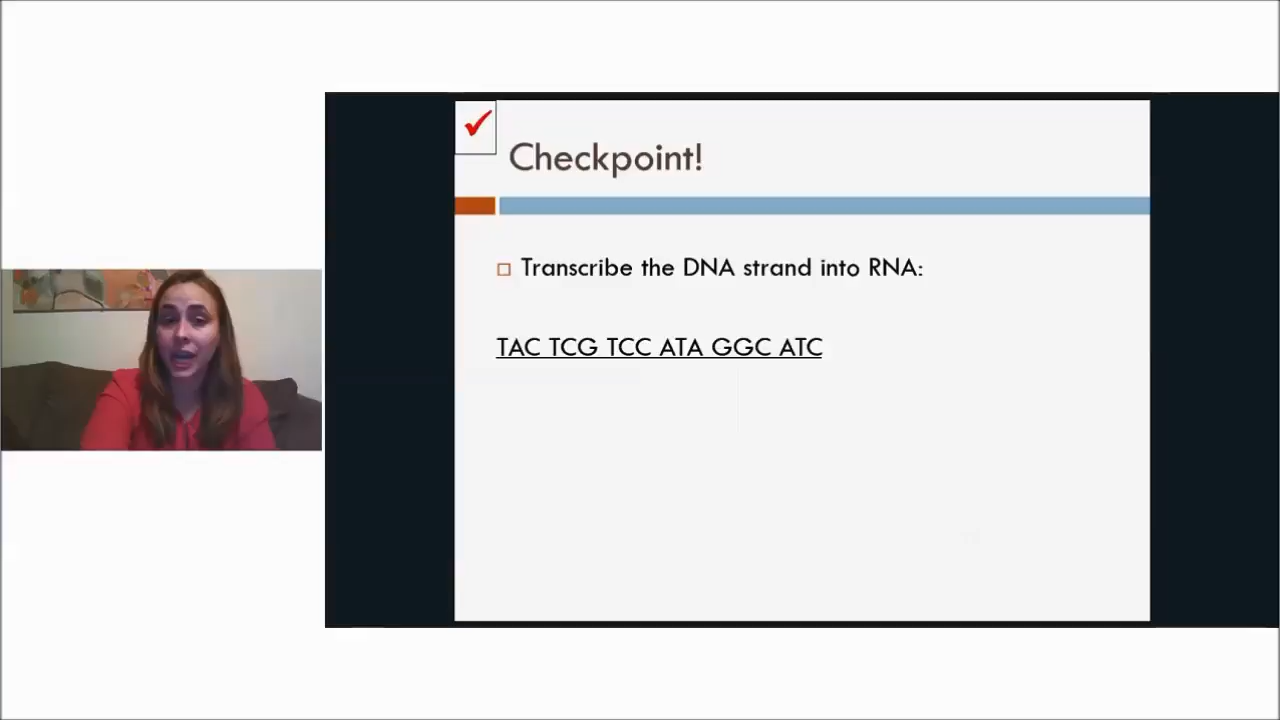 Checkpoint!
Transcribe the DNA strand into RNA:
TAC TCG TCC ATA GGC ATC